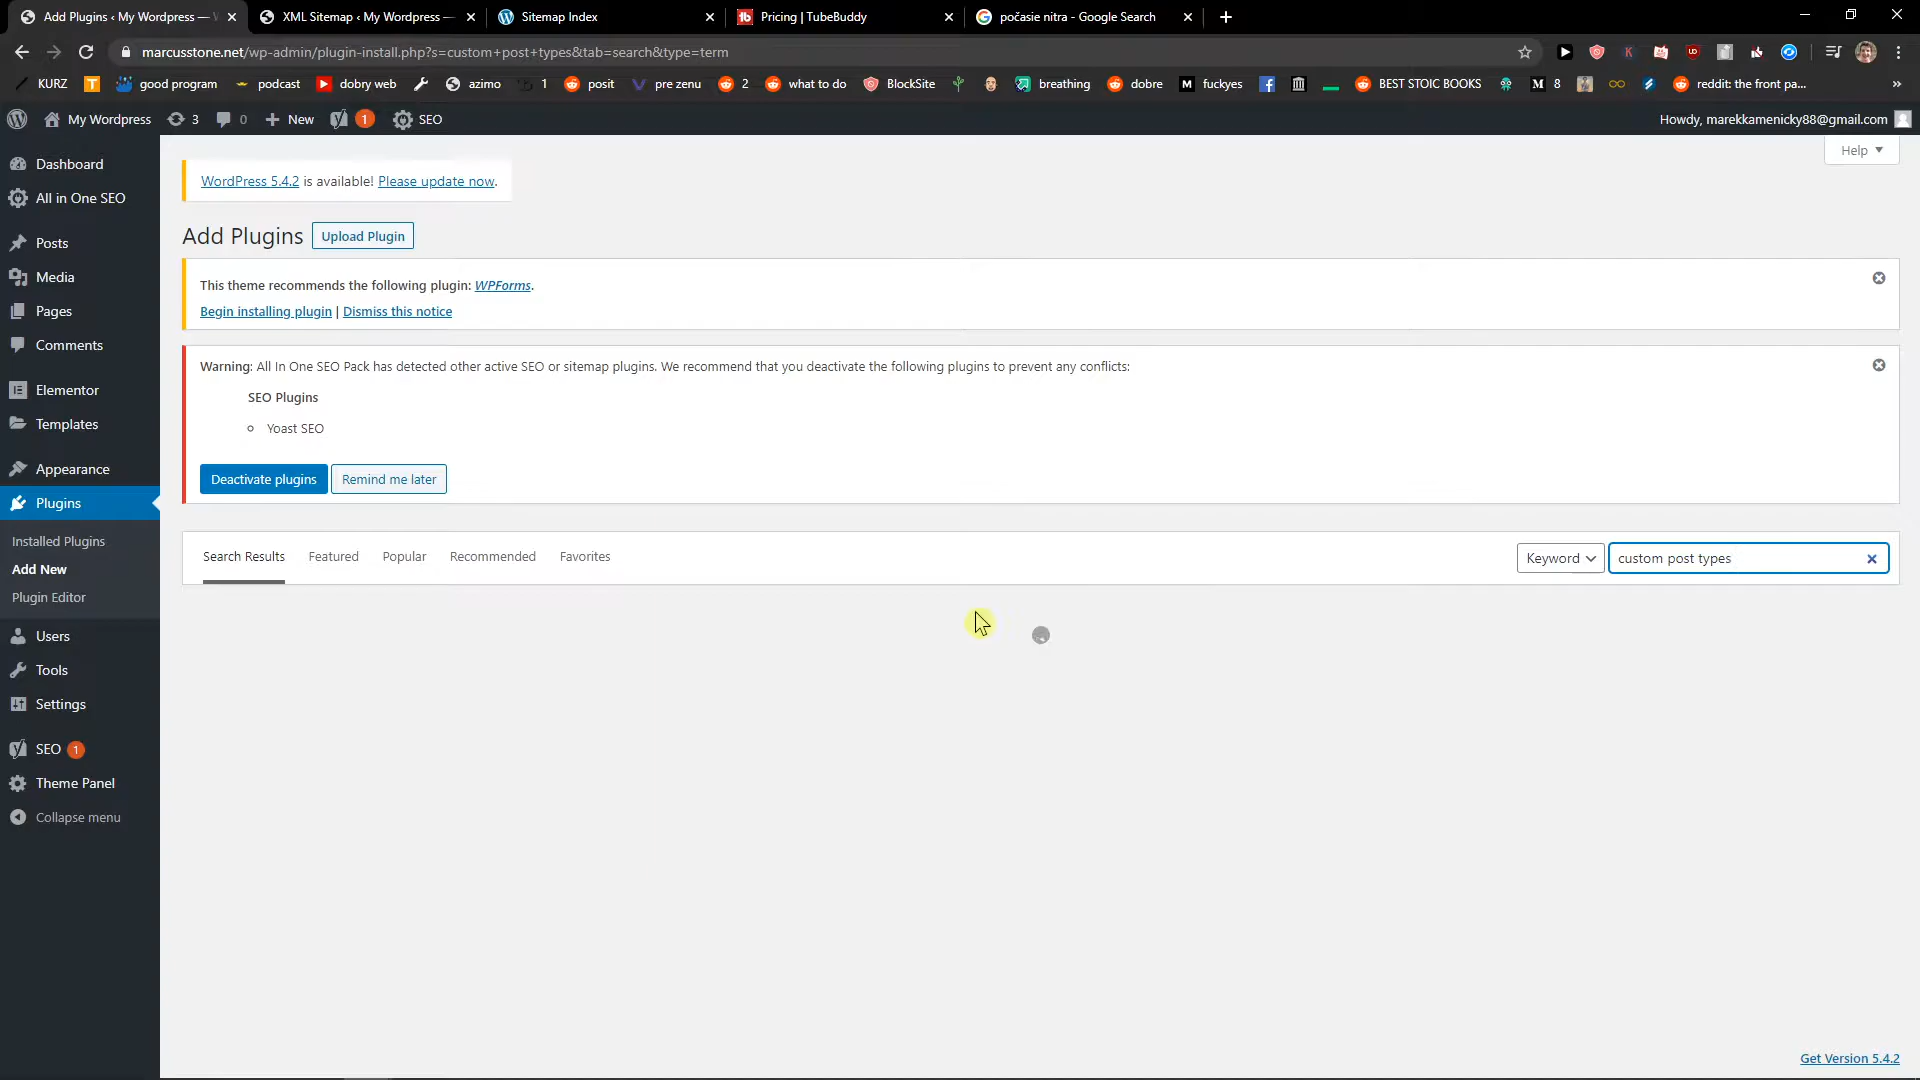 Add Plugins ‹ My Wordpress — W
XML Sitemap ‹ My Wordpress —
Sitemap Index
Pricing | TubeBuddy
počasie nitra - Google Search
marcusstone.net/wp-admin/plugin-install.php?s=custom+post+types&tab=search&type=term
KURZ
good program
podcast
dobry web
azimo
1
posit
pre zenu
2
what to do
BlockSite
breathing
dobre
fuckyes
BEST STOIC BOOKS
8
reddit: the front pa...
»
My Wordpress
3
0
New
1
SEO
Howdy, marekkamenicky88@gmail.com
Help
Dashboard
All in One SEO
Posts
Media
Pages
Comments
Elementor
Templates
Appearance
Plugins
Installed Plugins
Add New
Plugin Editor
Users
Tools
Settings
SEO 1
Theme Panel
Collapse menu
WordPress 5.4.2 is available! Please update now.
Add Plugins
Upload Plugin
This theme recommends the following plugin: WPForms.
Begin installing plugin | Dismiss this notice
Warning: All In One SEO Pack has detected other active SEO or sitemap plugins. We recommend that you deactivate the following plugins to prevent any conflicts:
SEO Plugins
Yoast SEO
Deactivate plugins
Remind me later
Search Results
Featured
Popular
Recommended
Favorites
Keyword
custom post types
Get Version 5.4.2